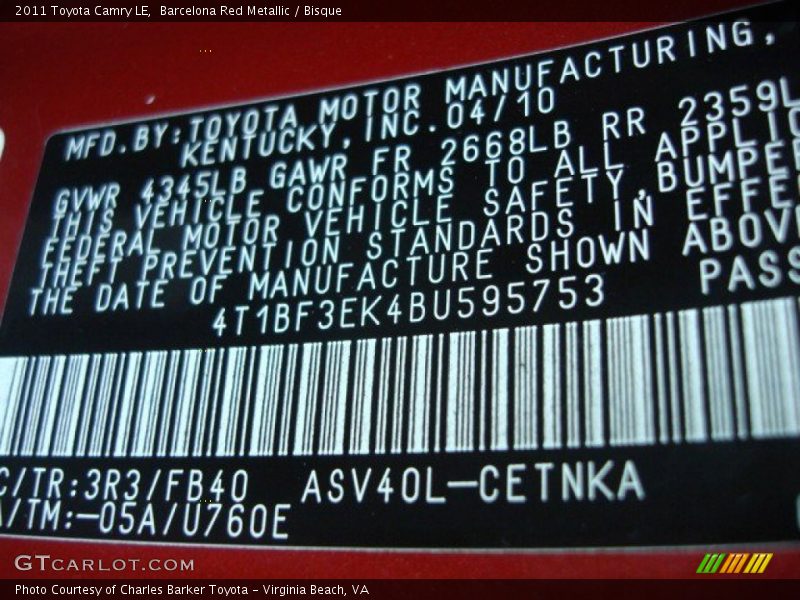 2011 Toyota Camry LE,  Barcelona Red Metallic / Bisque
MFD.BY:TOYOTA MOTOR MANUFACTURING,
KENTUCKY,INC.04/10
GVWR 4345LB GAWR FR 2668LB RR 2359L
THIS VEHICLE CONFORMS TO ALL APPLIC
FEDERAL MOTOR VEHICLE SAFETY,BUMPER
THEFT PREVENTION STANDARDS IN EFFE
THE DATE OF MANUFACTURE SHOWN ABOV
4T1BF3EK4BU595753 PASS
C/TR:3R3/FB40 ASV40L-CETNKA
A/TM:-05A/U760E
GTCARLOT.COM
Photo Courtesy of Charles Barker Toyota - Virginia Beach, VA